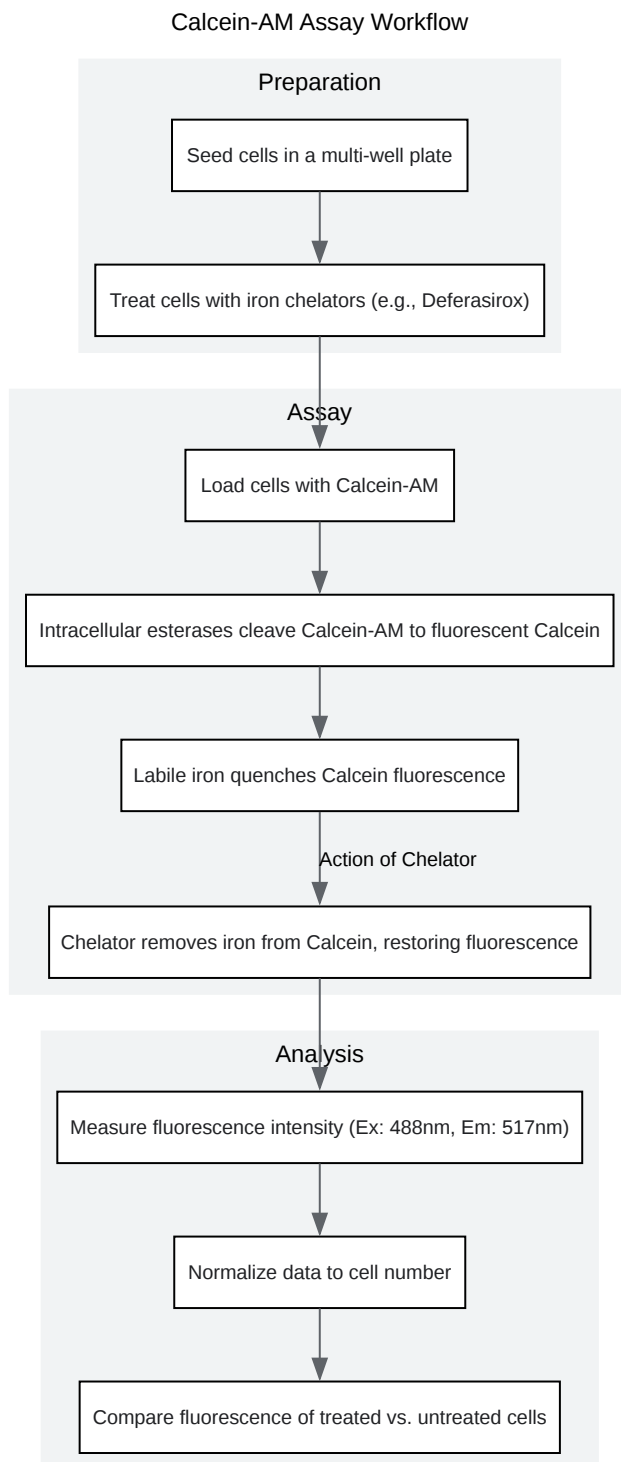 Calcein-AM Assay Workflow
Preparation
Seed cells in a multi-well plate
Treat cells with iron chelators (e.g., Deferasirox)
Assay
Load cells with Calcein-AM
Intracellular esterases cleave Calcein-AM to fluorescent Calcein
Labile iron quenches Calcein fluorescence
Action of Chelator
Chelator removes iron from Calcein, restoring fluorescence
Analysis
Measure fluorescence intensity (Ex: 488nm, Em: 517nm)
Normalize data to cell number
Compare fluorescence of treated vs. untreated cells